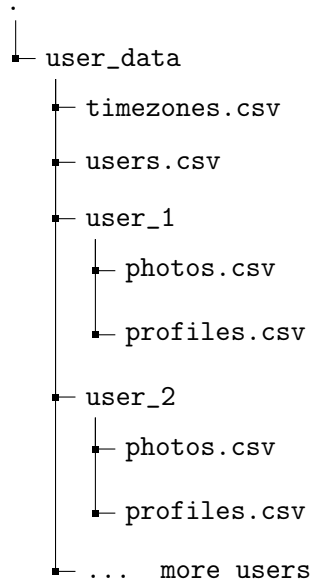 .
user_data
timezones.csv
users.csv
user_1
photos.csv
profiles.csv
user_2
photos.csv
profiles.csv
... more users